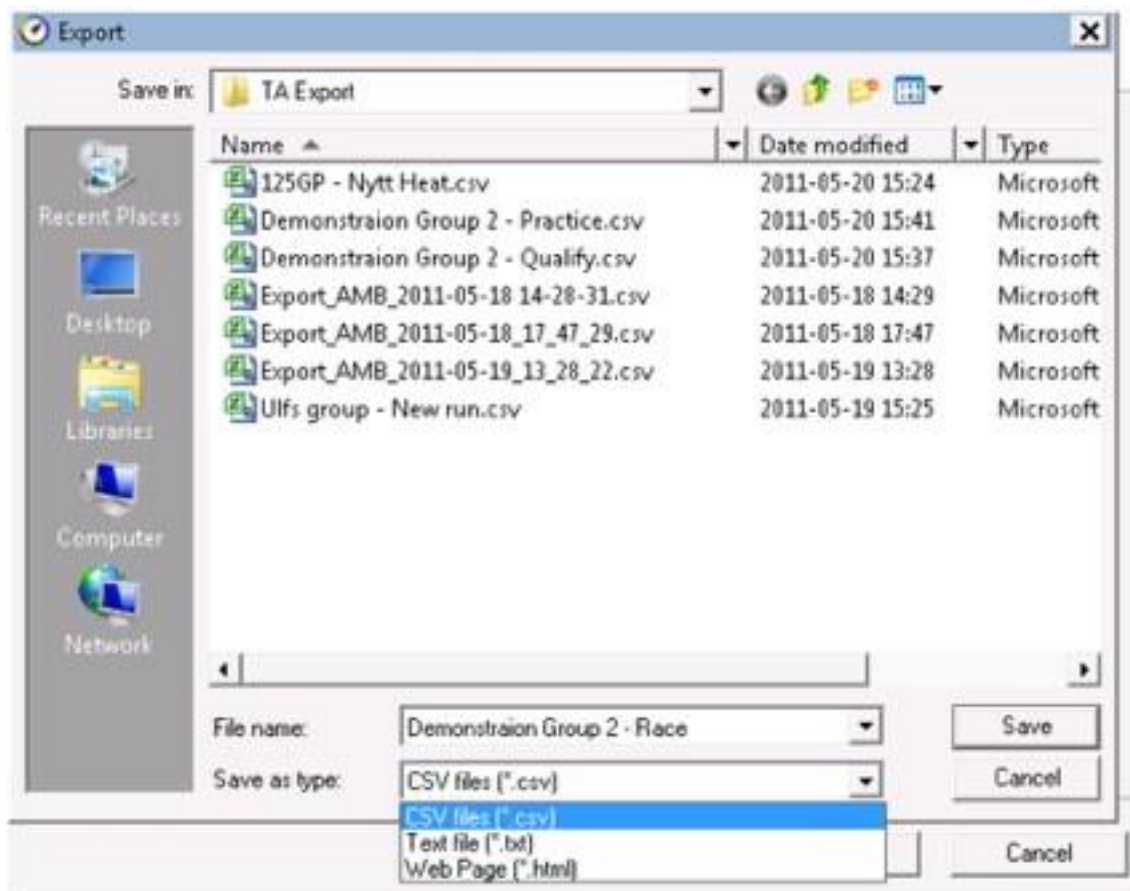 Export
Save in: TA Export
Name Date modified Type
125GP - Nytt Heat.csv 2011-05-20 15:24 Microsoft
Demonstraion Group 2 - Practice.csv 2011-05-20 15:41 Microsoft
Demonstraion Group 2 - Qualify.csv 2011-05-20 15:37 Microsoft
Export_AMB_2011-05-18 14-28-31.csv 2011-05-18 14:29 Microsoft
Export_AMB_2011-05-18_17_47_29.csv 2011-05-18 17:47 Microsoft
Export_AMB_2011-05-19_13_28_22.csv 2011-05-19 13:28 Microsoft
Ulfs group - New run.csv 2011-05-19 15:25 Microsoft
Recent Places
Desktop
Libraries
Computer
Network
File name: Demonstraion Group 2 - Race Save
Save as type: CSV files (*.csv) Cancel
CSV files (*.csv)
Text file (*.txt)
Web Page (*.html)
Cancel